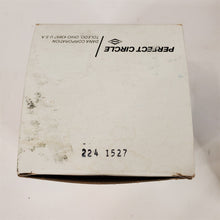 PERFECT CIRCLE
DANA CORPORATION
TOLEDO, OHIO 43697 U.S.A.
224 1527